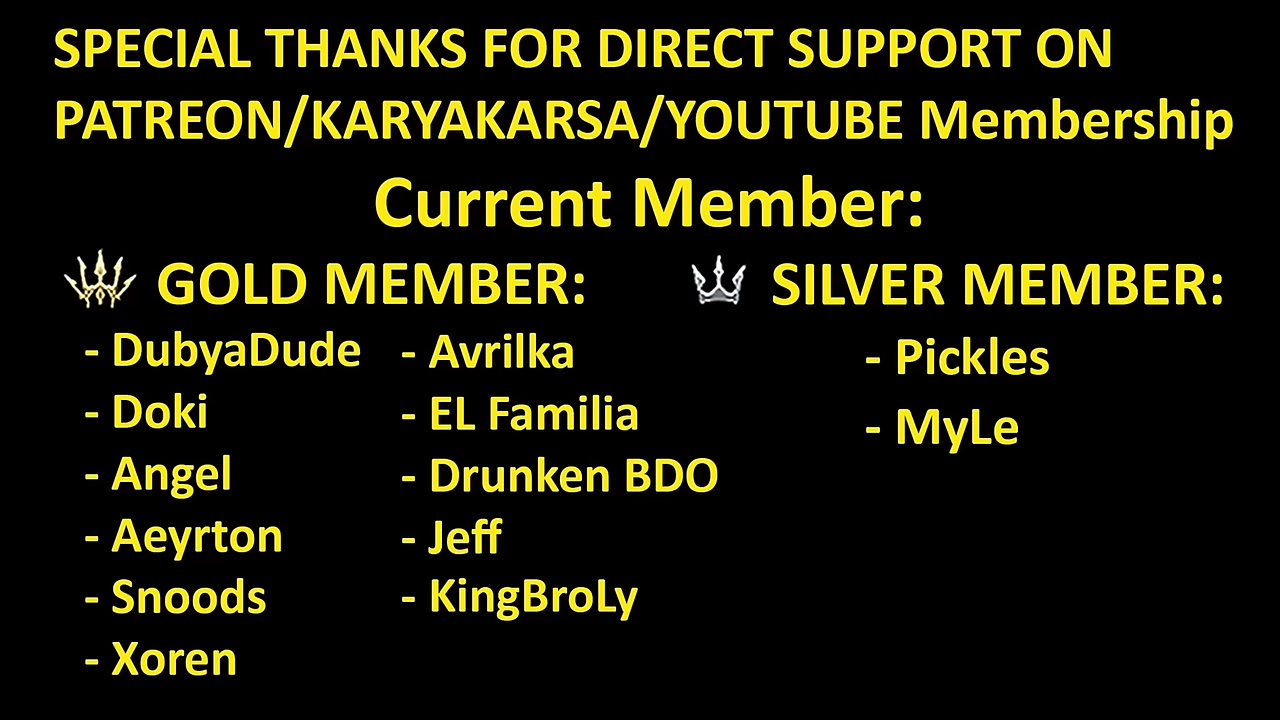 SPECIAL THANKS FOR DIRECT SUPPORT ON
PATREON/KARYAKARSA/YOUTUBE Membership
Current Member:
GOLD MEMBER:
- DubyaDude
- Doki
- Angel
- Aeyrton
- Snoods
- Xoren
- Avrilka
- EL Familia
- Drunken BDO
- Jeff
- KingBroLy
SILVER MEMBER:
- Pickles
- MyLe